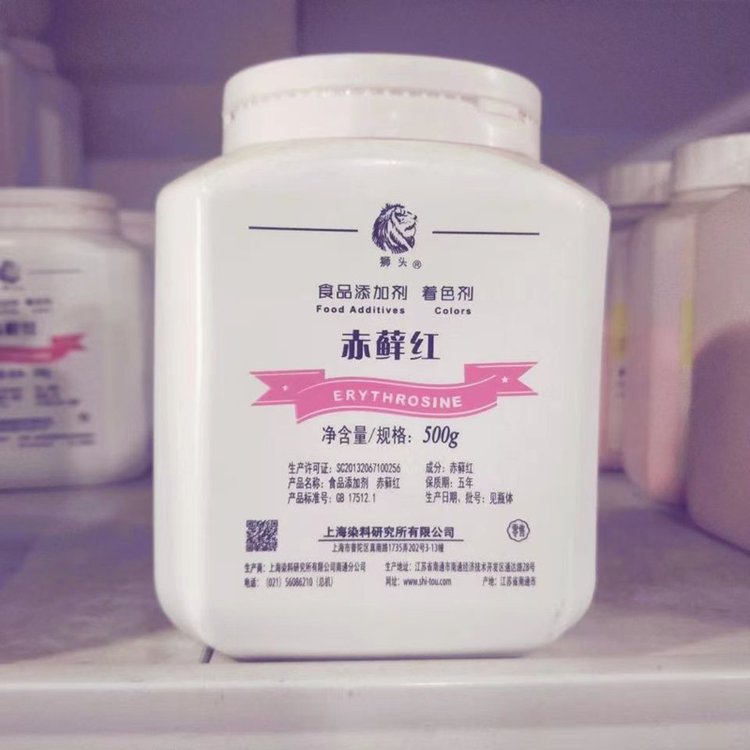 狮头®
食品添加剂 着色剂
Food Additives Colors
赤藓红
ERYTHROSINE
净含量/规格：500g
生产许可证：SC20132067100256 成分：赤藓红
产品名称：食品添加剂 赤藓红 保质期：五年
产品标准号：GB 17512.1 生产日期、批号：见瓶体
上海染料研究所有限公司 零售
上海市普陀区真南路1735弄202号3-13幢
生产商：上海染料研究所有限公司南通分公司 生产地址：江苏省南通市南通经济技术开发区通达路28号
电话：（021）56086210（总机） 网址：www.shi-tou.com 产地：江苏省南通市